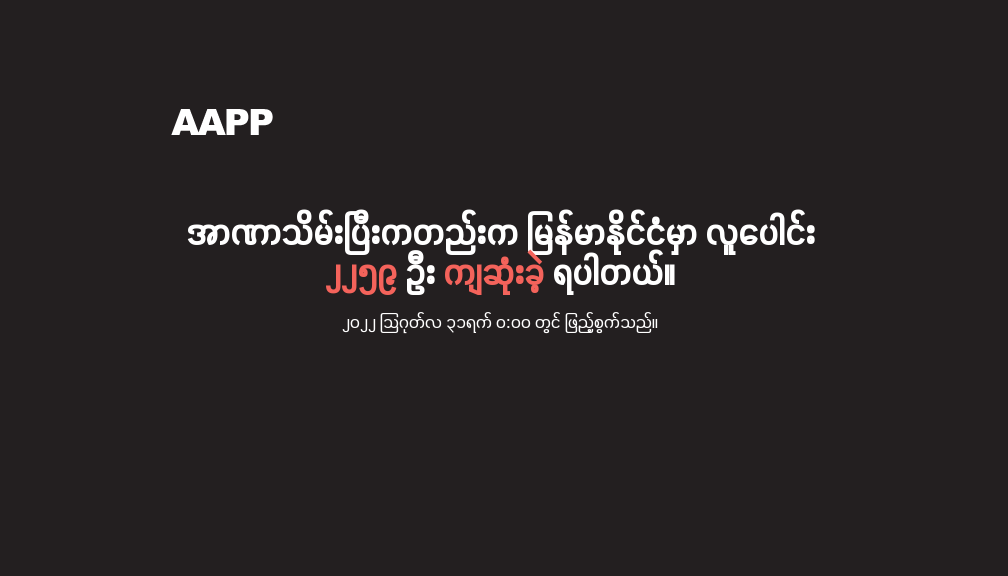 AAPP
အာဏာသိမ်းပြီးကတည်းက မြန်မာနိုင်ငံမှာ လူပေါင်း
၂၂၅၉ ဦး ကျဆုံးခဲ့ ရပါတယ်။
၂၀၂၂ ဩဂုတ်လ ၃၁ရက် ၀:၀၀ တွင် ဖြည့်စွက်သည်။